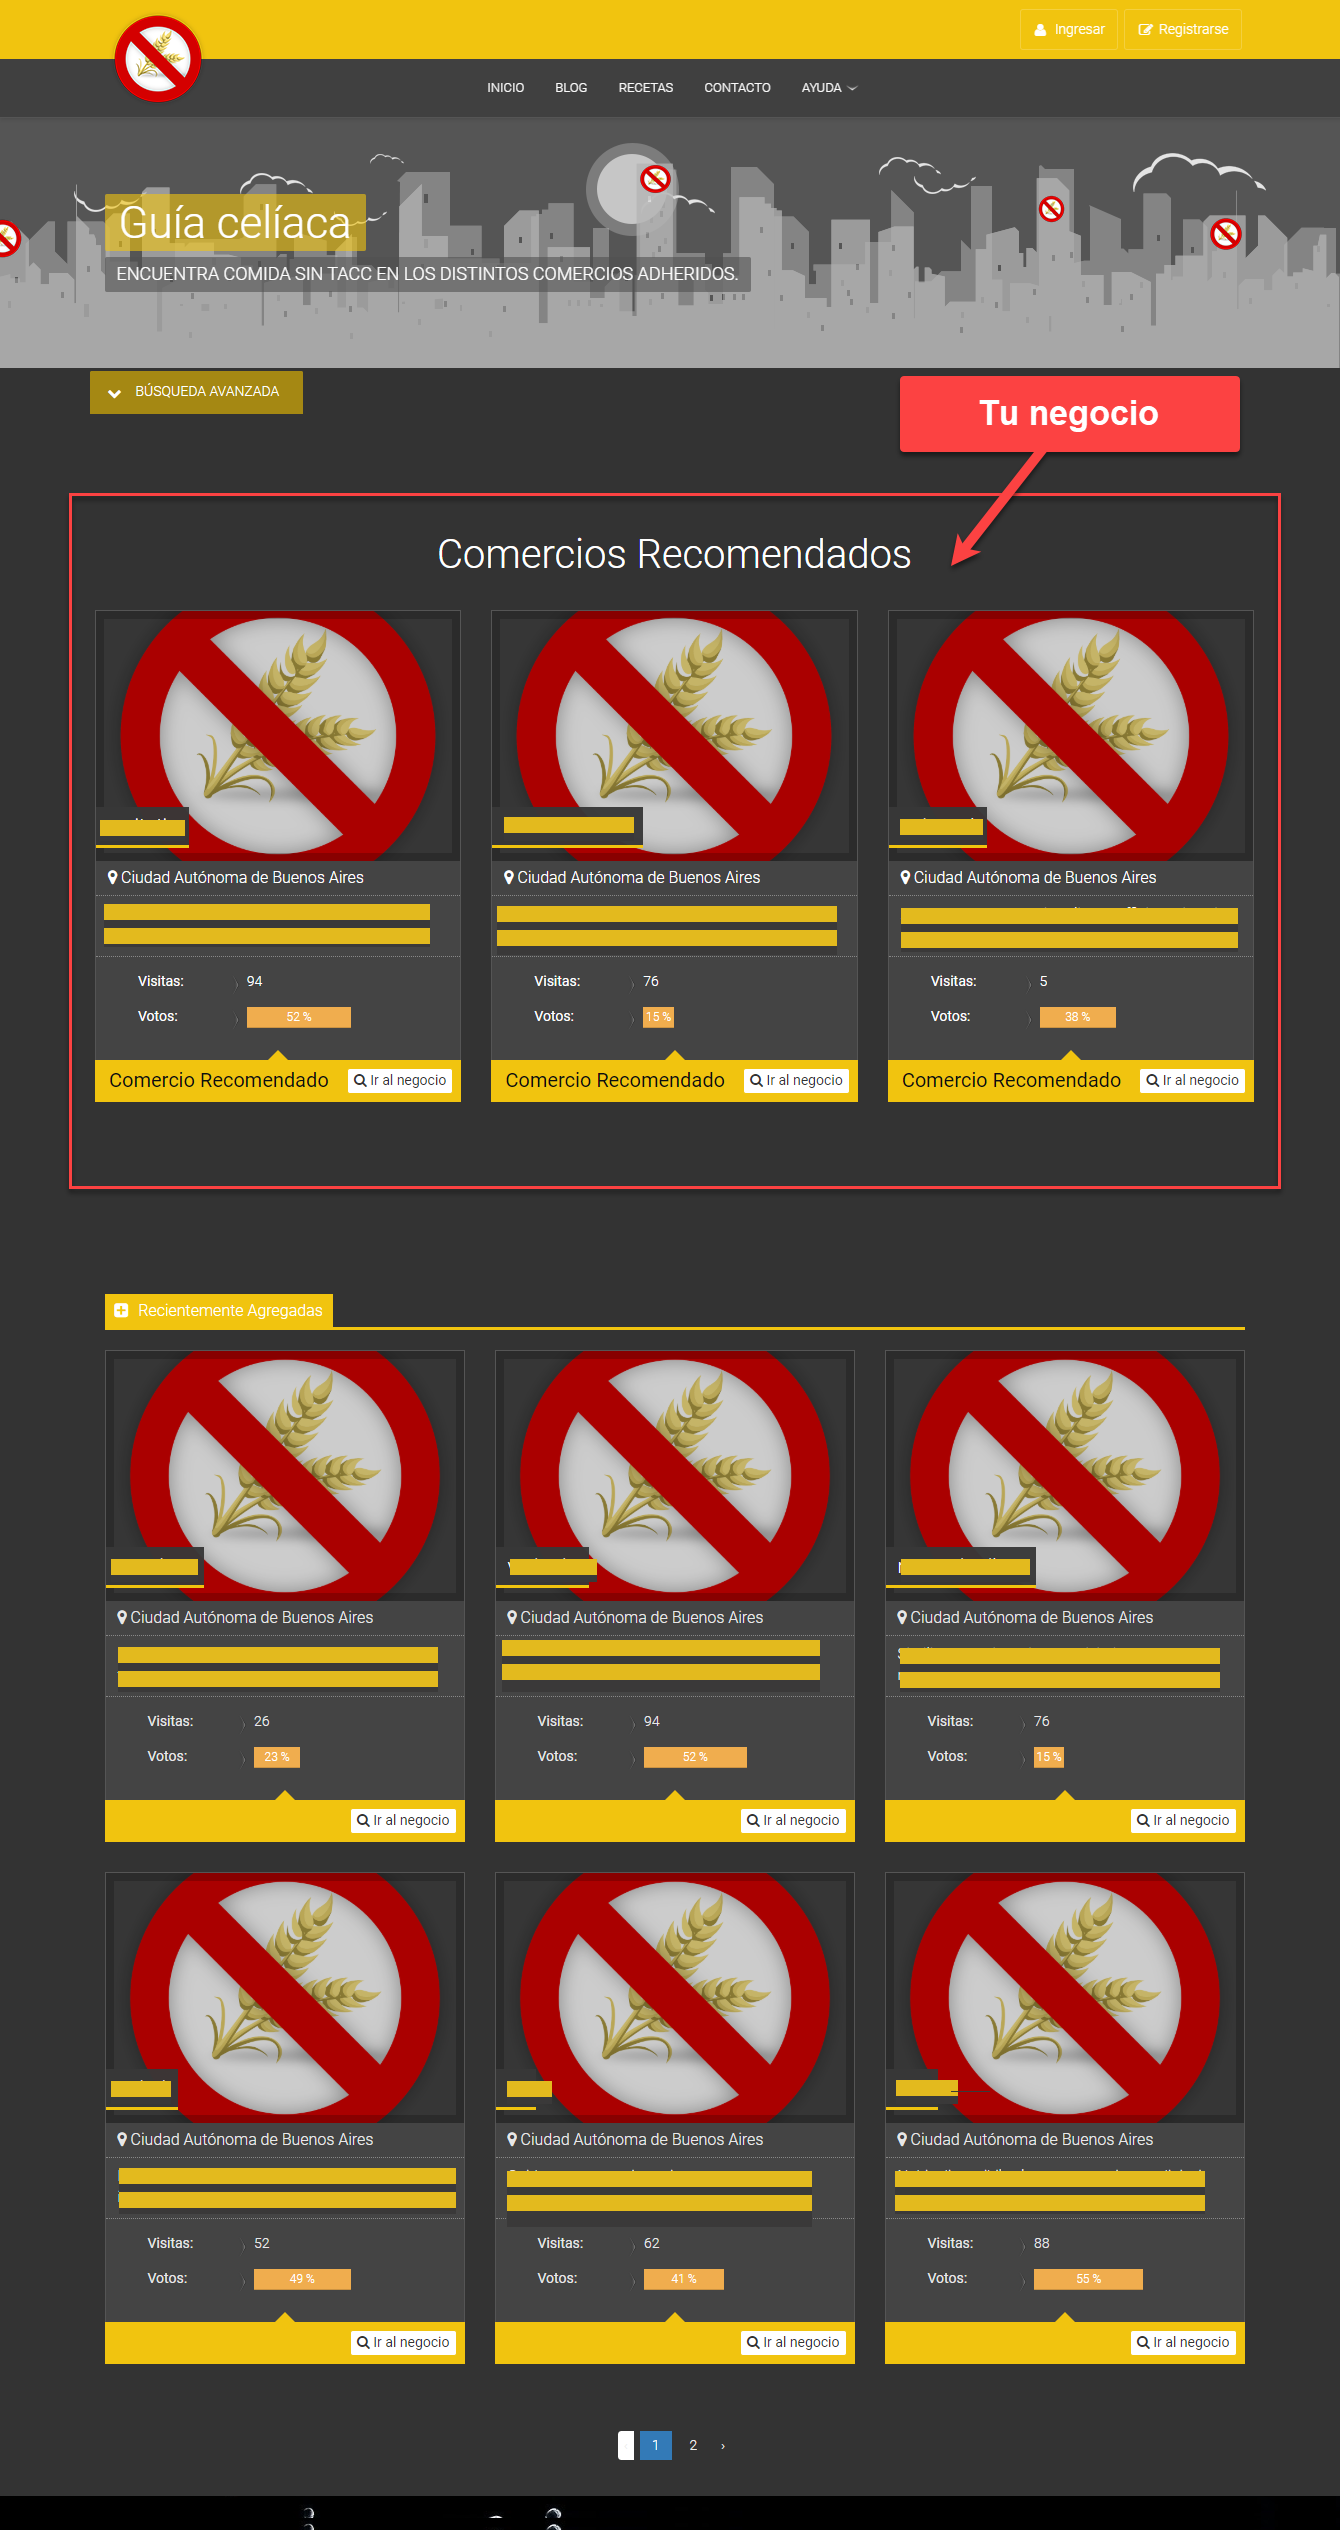 Ingresar Registrarse
INICIO BLOG RECETAS CONTACTO AYUDA
Guía celíaca
ENCUENTRA COMIDA SIN TACC EN LOS DISTINTOS COMERCIOS ADHERIDOS.
BÚSQUEDA AVANZADA
Tu negocio
Comercios Recomendados
Ciudad Autónoma de Buenos Aires Ciudad Autónoma de Buenos Aires Ciudad Autónoma de Buenos Aires
Visitas: 94 Visitas: 76 Visitas: 5
Votos: 52 % Votos: 15 % Votos: 38 %
Comercio Recomendado Ir al negocio Comercio Recomendado Ir al negocio Comercio Recomendado Ir al negocio
Recientemente Agregadas
Ciudad Autónoma de Buenos Aires Ciudad Autónoma de Buenos Aires Ciudad Autónoma de Buenos Aires
Visitas: 26 Visitas: 94 Visitas: 76
Votos: 23 % Votos: 52 % Votos: 15 %
Ir al negocio Ir al negocio Ir al negocio
Ciudad Autónoma de Buenos Aires Ciudad Autónoma de Buenos Aires Ciudad Autónoma de Buenos Aires
Visitas: 52 Visitas: 62 Visitas: 88
Votos: 49 % Votos: 41 % Votos: 55 %
Ir al negocio Ir al negocio Ir al negocio
1 2 ›